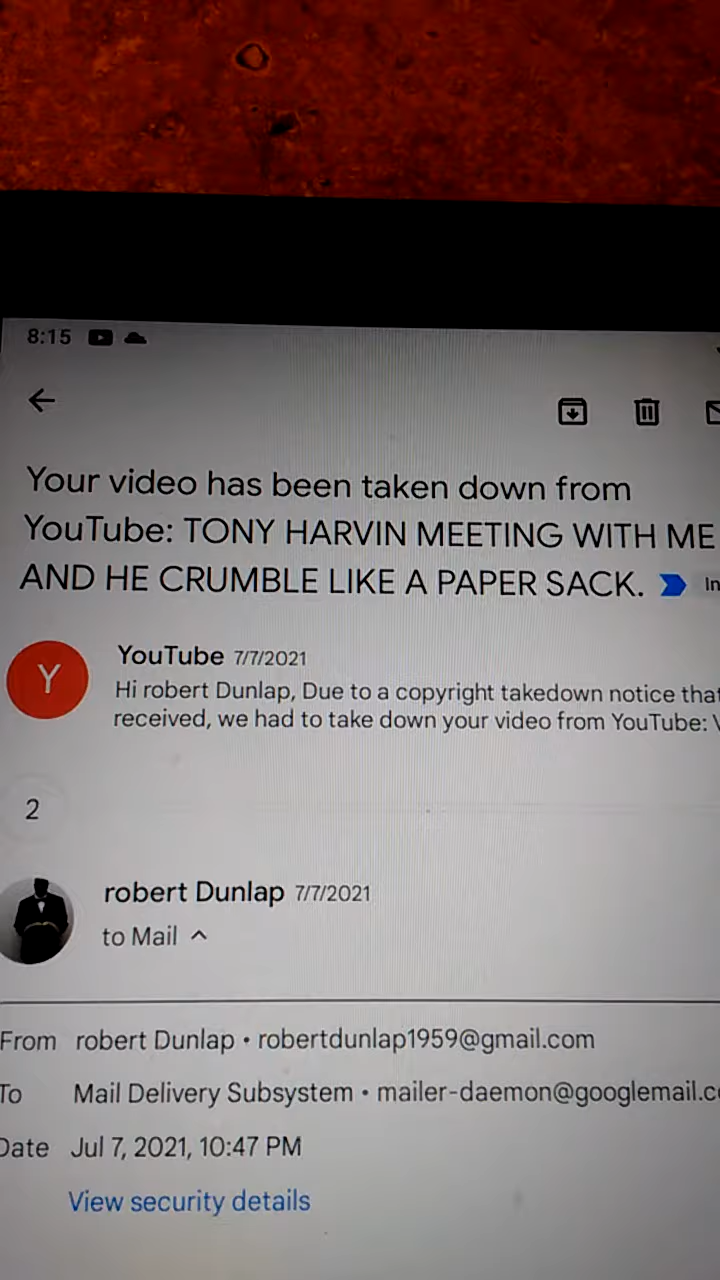 8:15
Your video has been taken down from
YouTube: TONY HARVIN MEETING WITH ME
AND HE CRUMBLE LIKE A PAPER SACK.
Y
YouTube 7/7/2021
Hi robert Dunlap, Due to a copyright takedown notice that
received, we had to take down your video from YouTube:
2
robert Dunlap 7/7/2021
to Mail
From robert Dunlap • robertdunlap1959@gmail.com
To Mail Delivery Subsystem • mailer-daemon@googlemail.c
Date Jul 7, 2021, 10:47 PM
View security details